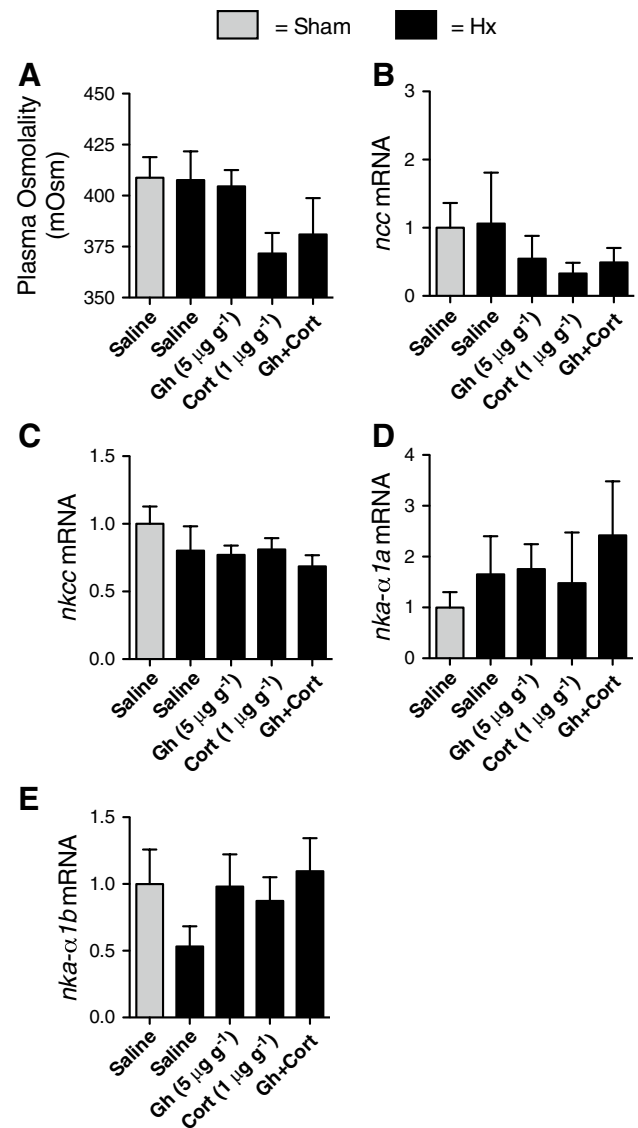 = Sham = Hx
A
Plasma Osmolality
(mOsm)
450
425
400
375
350
Saline
Saline
Gh (5 μg g⁻¹)
Cort (1 μg g⁻¹)
Gh+Cort
B
ncc mRNA
3
2
1
0
Saline
Saline
Gh (5 μg g⁻¹)
Cort (1 μg g⁻¹)
Gh+Cort
C
nkcc mRNA
1.5
1.0
0.5
0.0
Saline
Saline
Gh (5 μg g⁻¹)
Cort (1 μg g⁻¹)
Gh+Cort
D
nka-α1a mRNA
4
3
2
1
0
Saline
Saline
Gh (5 μg g⁻¹)
Cort (1 μg g⁻¹)
Gh+Cort
E
nka-α1b mRNA
1.5
1.0
0.5
0.0
Saline
Saline
Gh (5 μg g⁻¹)
Cort (1 μg g⁻¹)
Gh+Cort